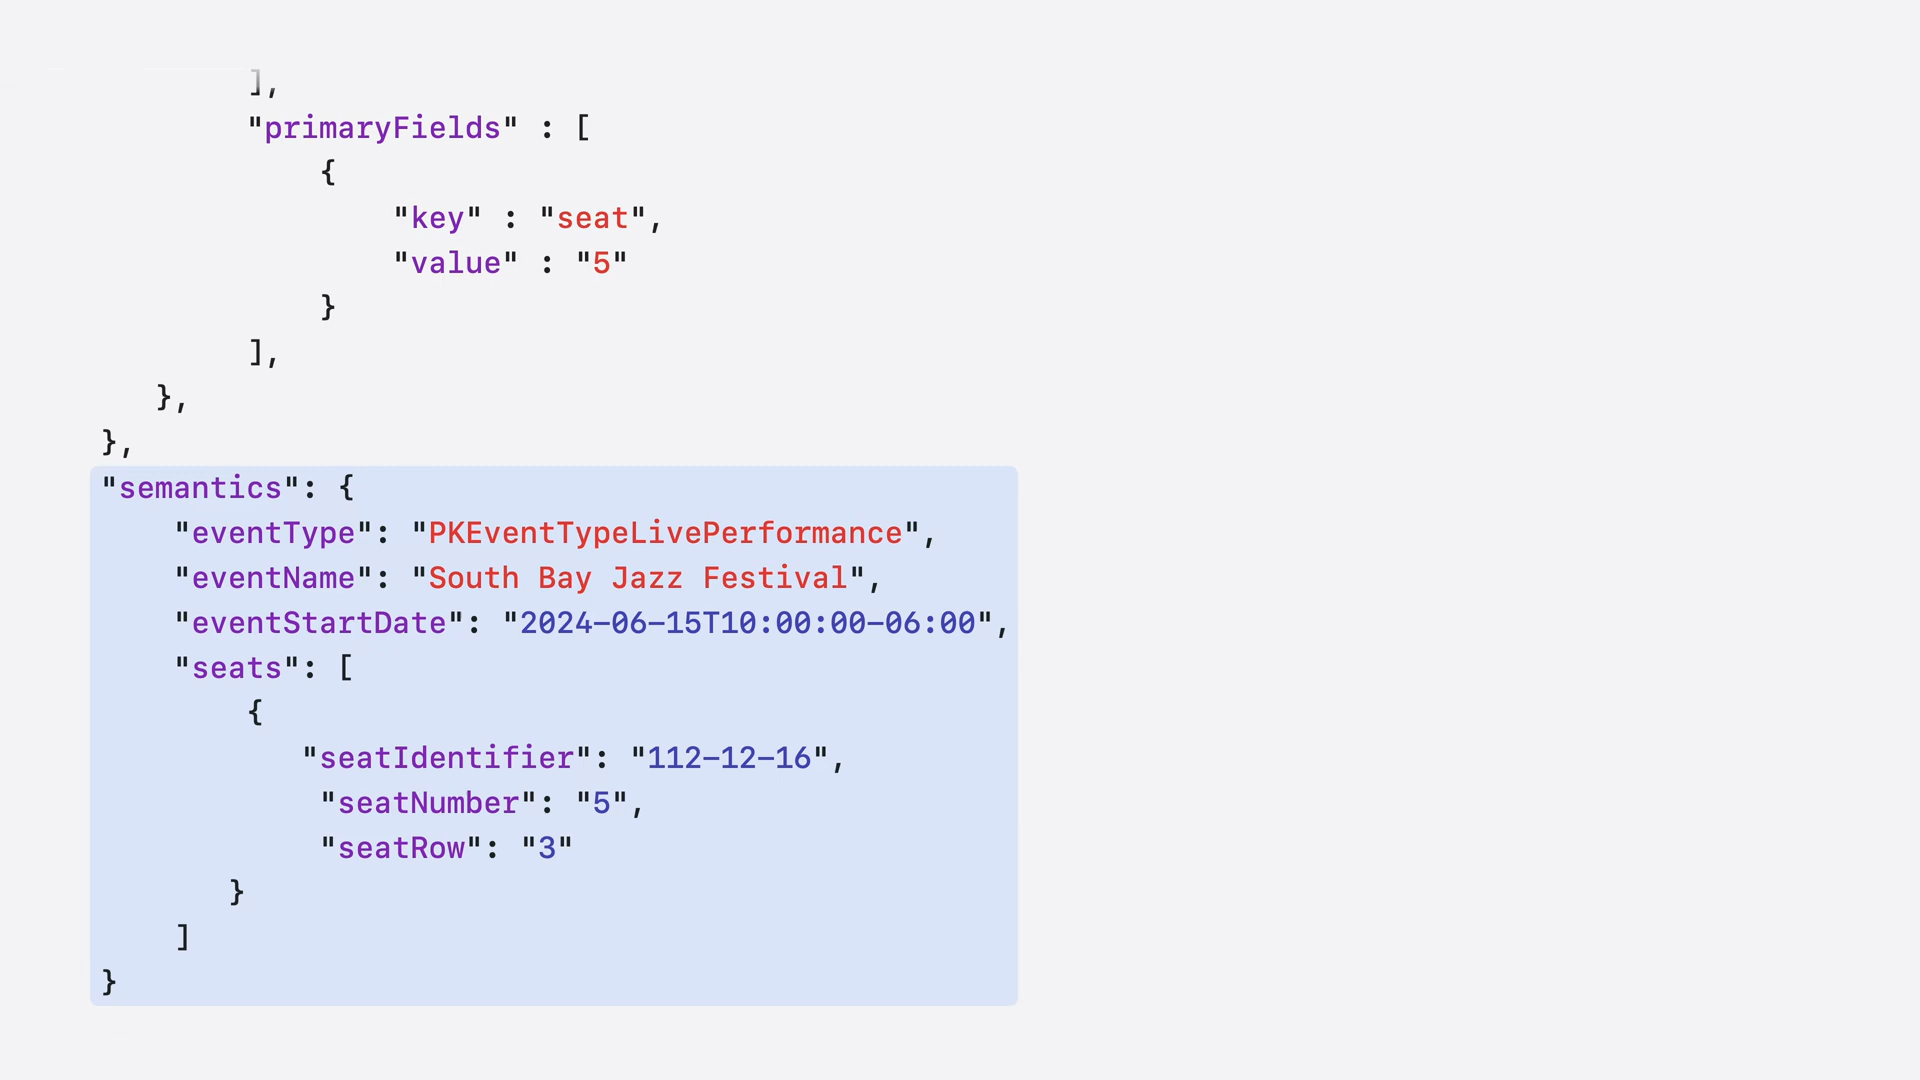 ],
"primaryFields" : [
{
"key" : "seat",
"value" : "5"
}
],
},
},
"semantics": {
"eventType": "PKEventTypeLivePerformance",
"eventName": "South Bay Jazz Festival",
"eventStartDate": "2024-06-15T10:00:00-06:00",
"seats": [
{
"seatIdentifier": "112-12-16",
"seatNumber": "5",
"seatRow": "3"
}
]
}